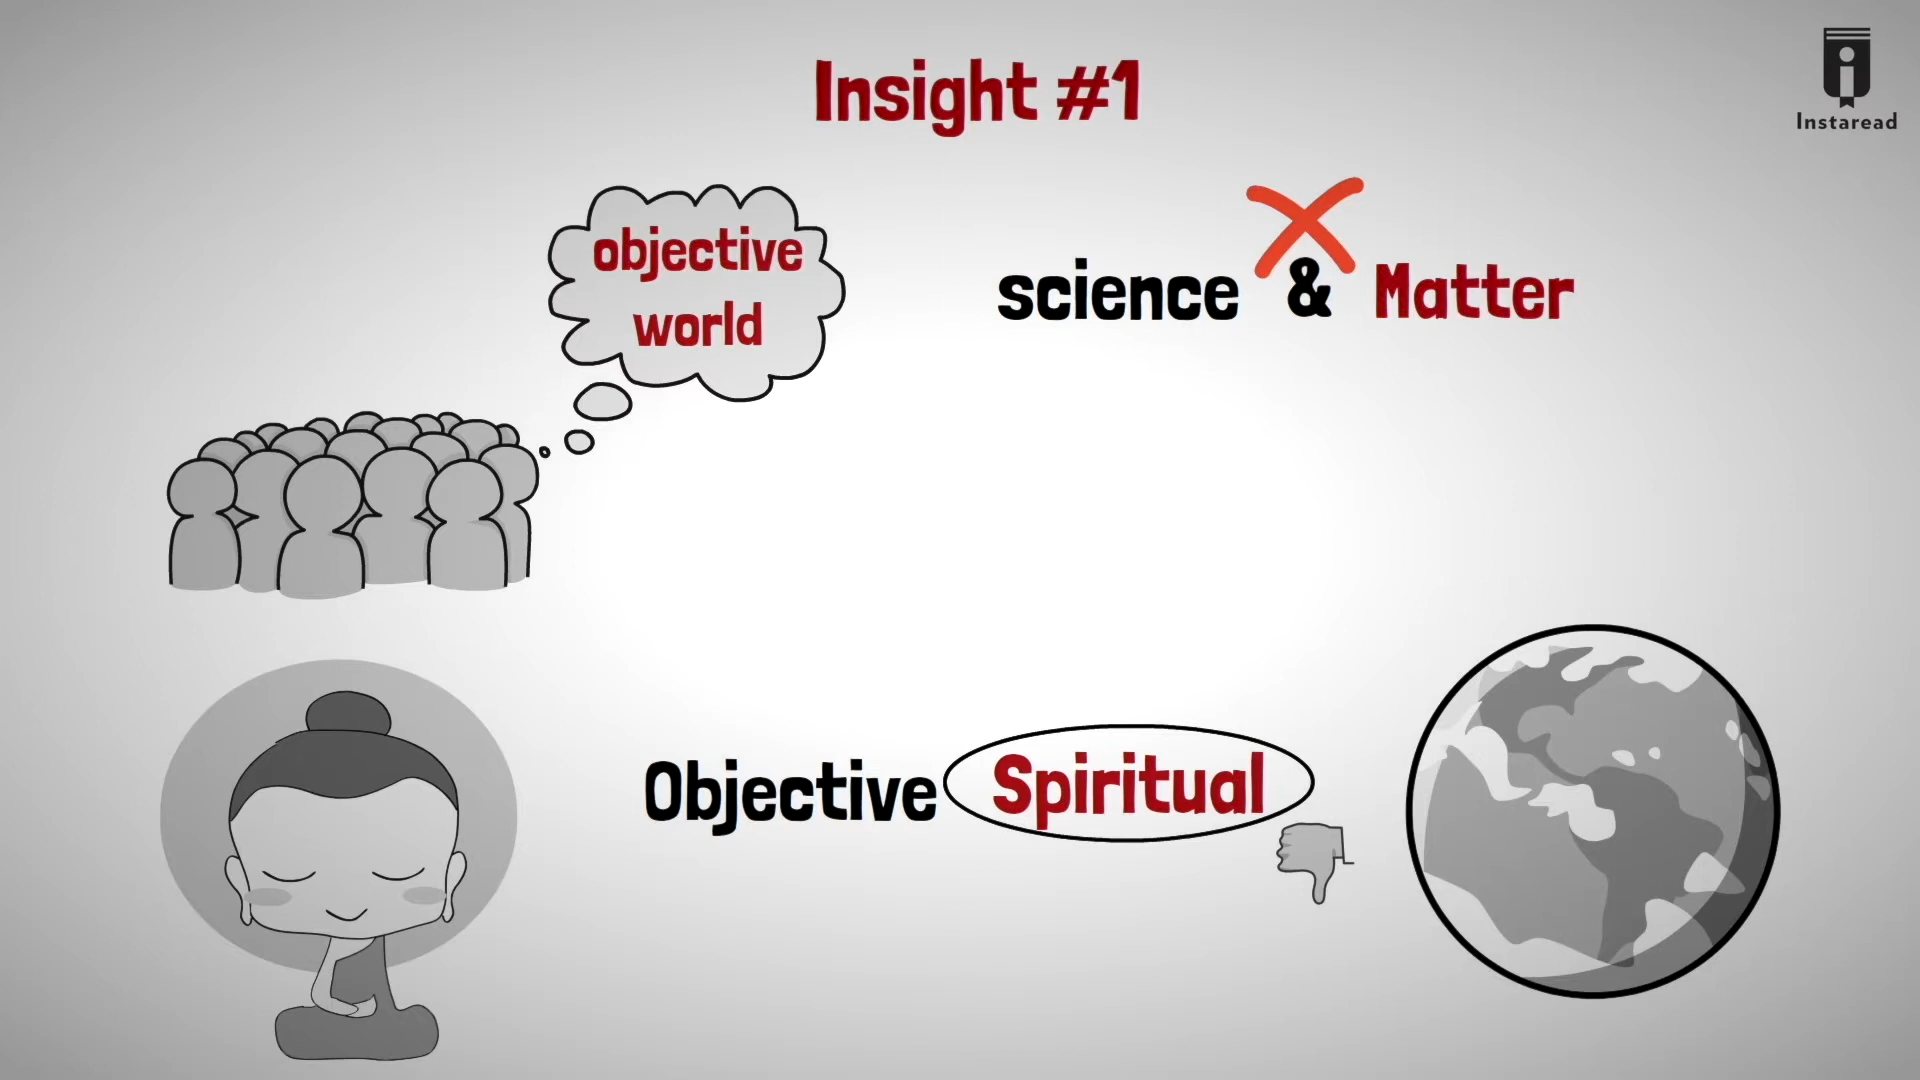 Insight #1
Instaread
objective
world
science & Matter
Objective Spiritual